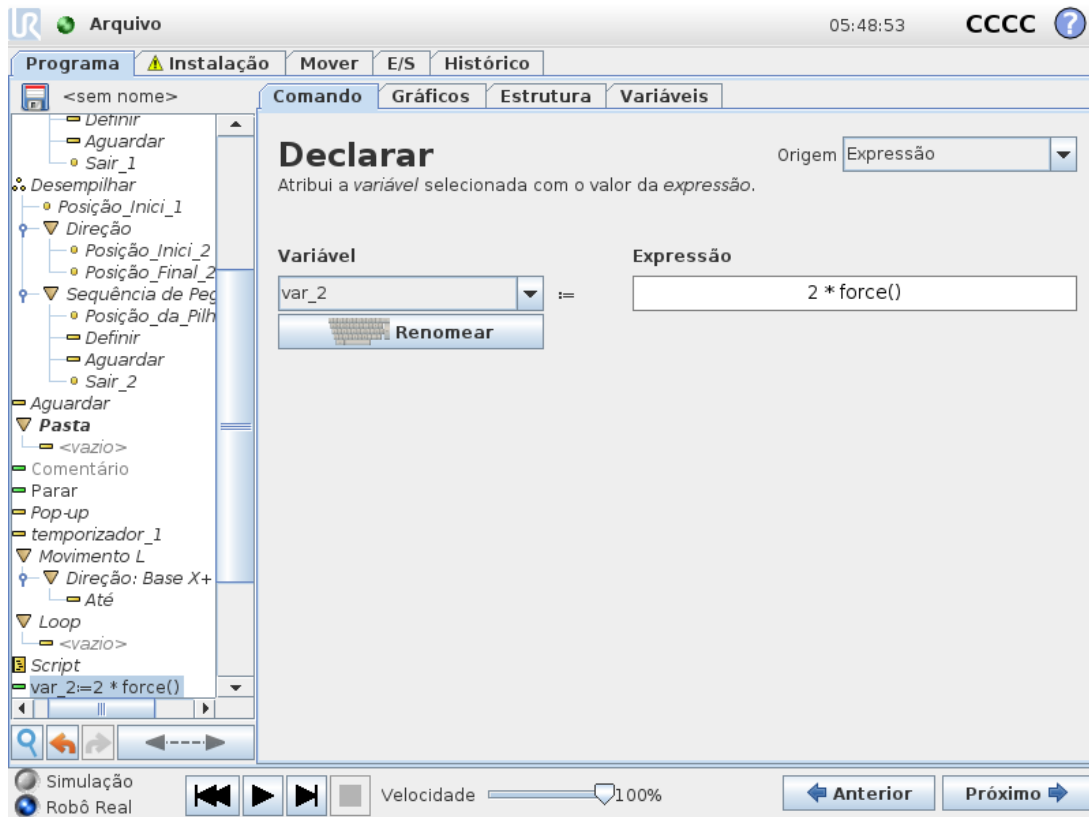 UR Arquivo 05:48:53 CCCC ?
Programa Instalação Mover E/S Histórico
<sem nome> Comando Gráficos Estrutura Variáveis
Definir
Aguardar
Sair_1
Desempilhar
Posição_Inici_1
Direção
Posição_Inici_2
Posição_Final_2
Sequência de Peg
Posição_da_Pilh
Definir
Aguardar
Sair_2
Aguardar
Pasta
<vazio>
Comentário
Parar
Pop-up
temporizador_1
Movimento L
Direção: Base X+
Até
Loop
<vazio>
Script
var_2:=2 * force()
Declarar
Origem Expressão
Atribui a variável selecionada com o valor da expressão.
Variável Expressão
var_2 := 2 * force()
Renomear
Simulação
Robô Real
Velocidade 100% Anterior Próximo